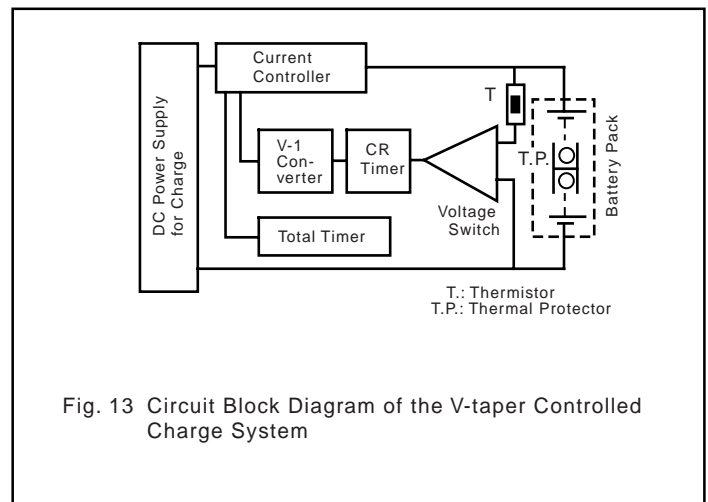 Current
Controller
T
DC Power Supply
for Charge
V-1
Con-
verter
CR
Timer
T.P.
Battery Pack
Voltage
Switch
Total Timer
T.: Thermistor
T.P.: Thermal Protector
Fig. 13 Circuit Block Diagram of the V-taper Controlled
Charge System